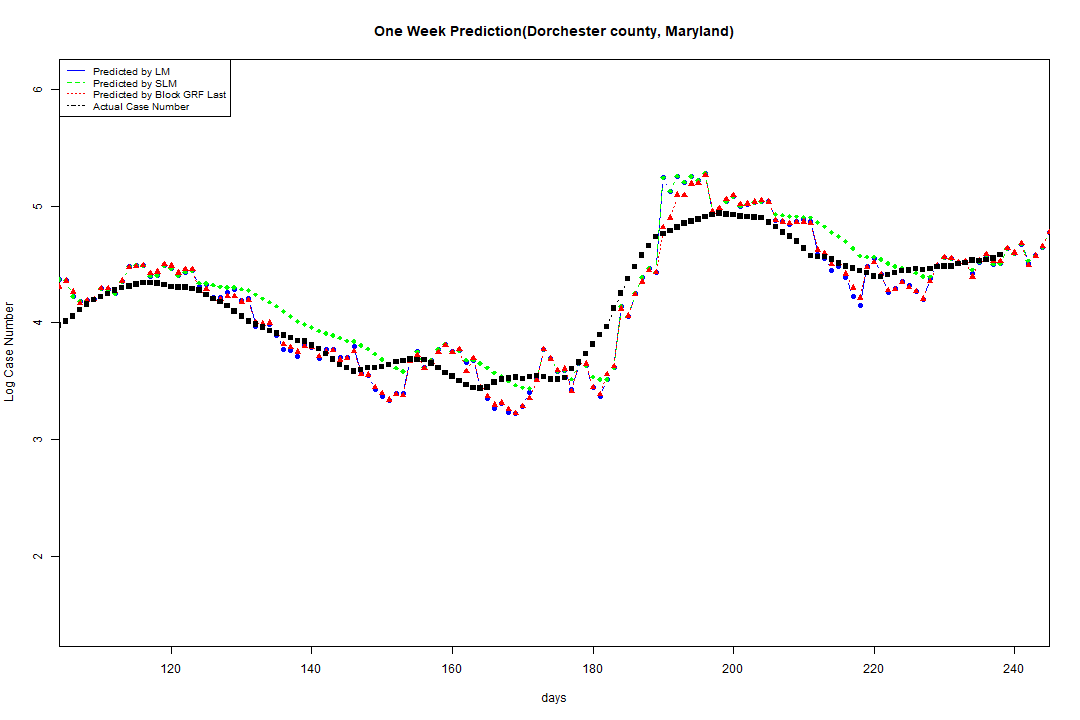 One Week Prediction(Dorchester county, Maryland)
Predicted by LM
Predicted by SLM
Predicted by Block GRF Last
Actual Case Number
6
5
4
3
2
Log Case Number
120 140 160 180 200 220 240
days